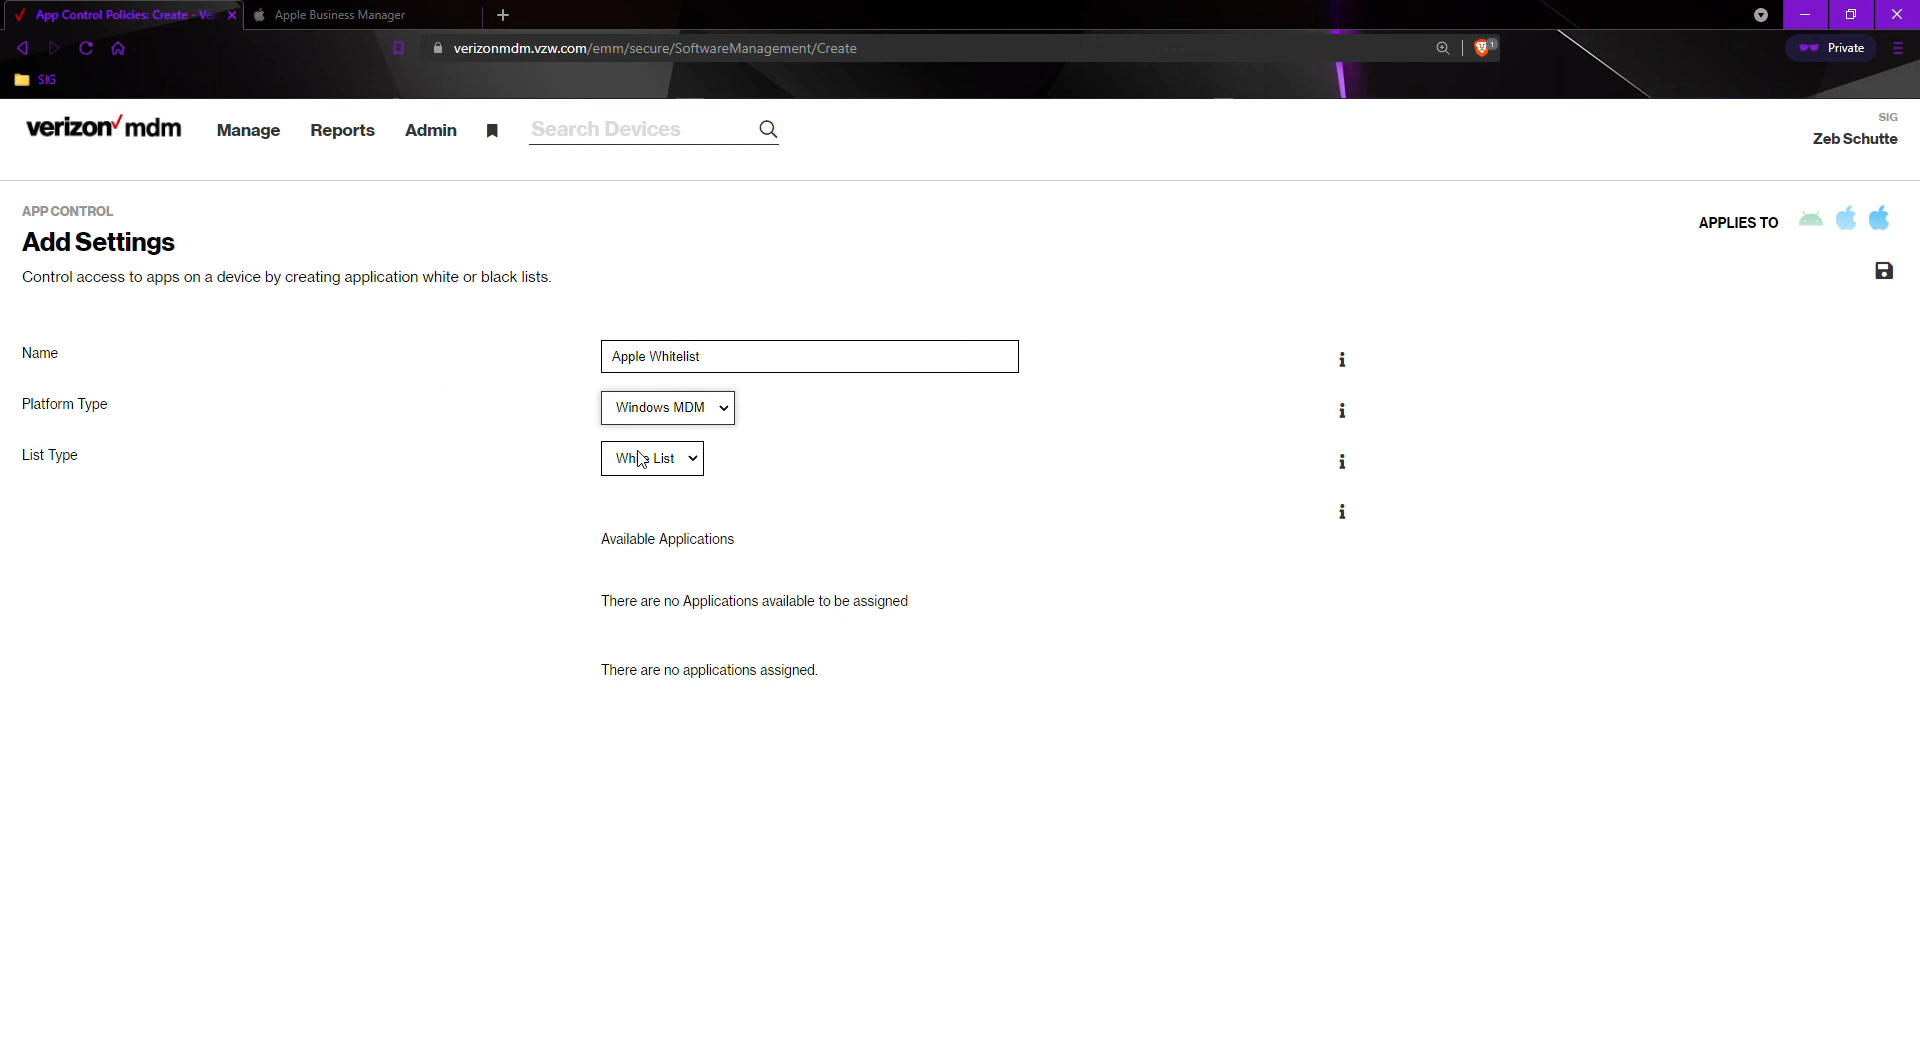 App Control Policies: Create - Ve
Apple Business Manager
verizonmdm.vzw.com/emm/secure/SoftwareManagement/Create
1
Private
SIG
verizon mdm
Manage
Reports
Admin
Search Devices
SIG
Zeb Schutte
APP CONTROL
Add Settings
Control access to apps on a device by creating application white or black lists.
APPLIES TO
Name
Apple Whitelist
Platform Type
Windows MDM
List Type
White List
Available Applications
There are no Applications available to be assigned
There are no applications assigned.